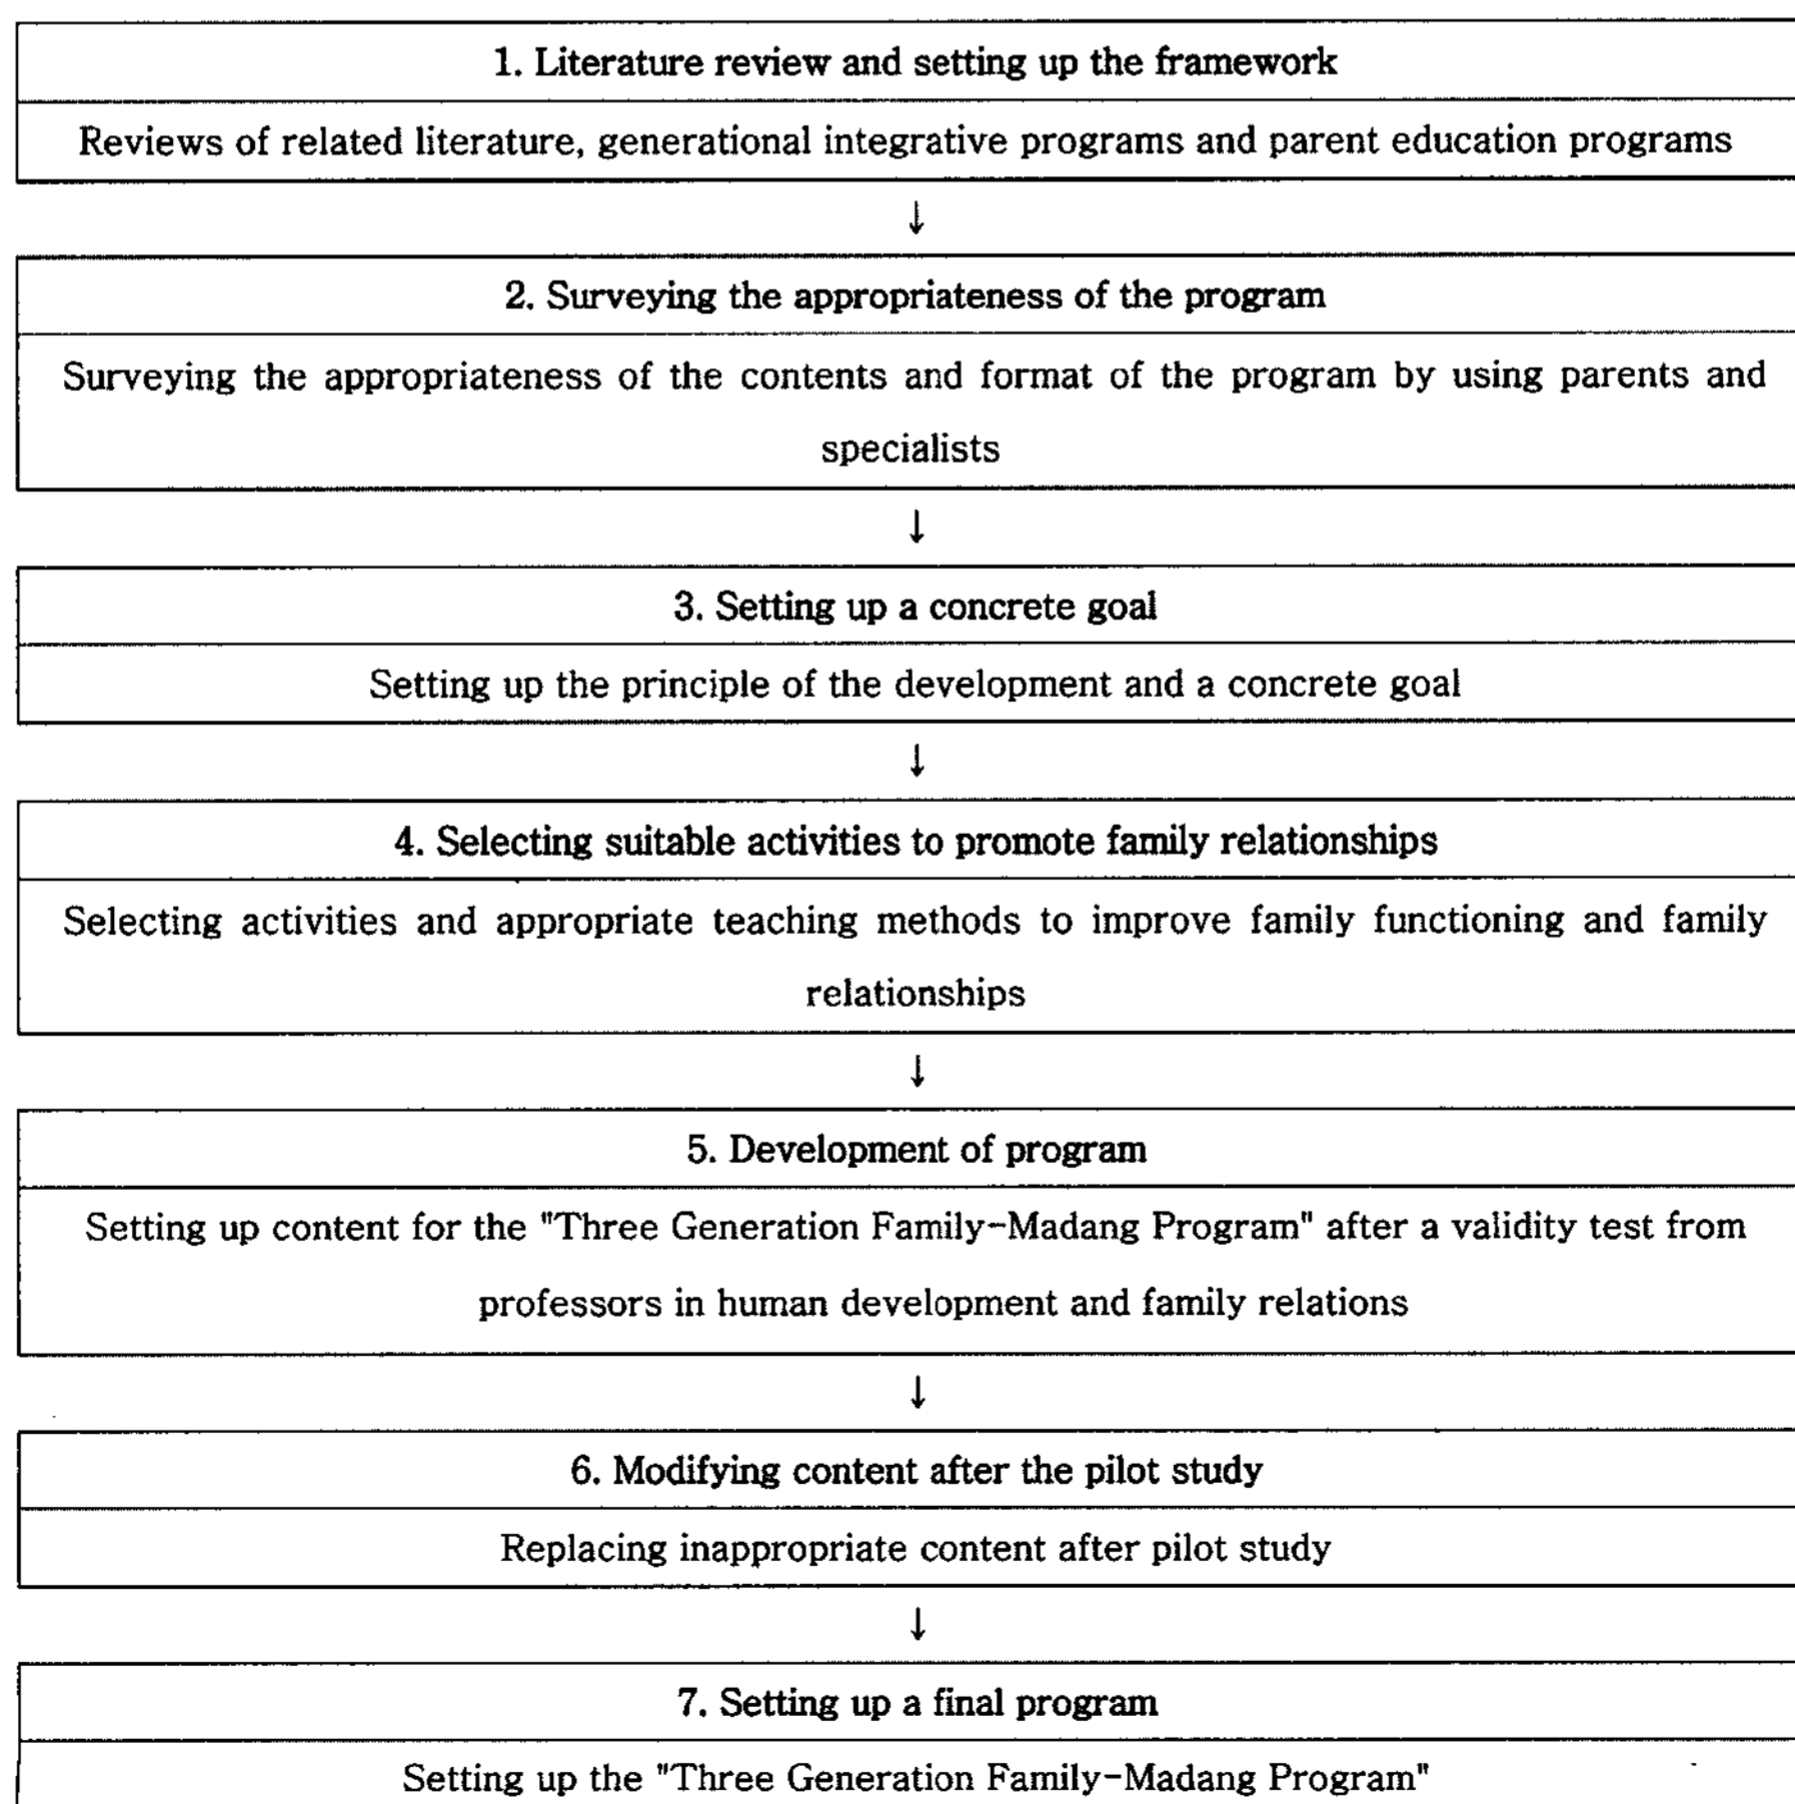 1. Literature review and setting up the framework
Reviews of related literature, generational integrative programs and parent education programs
↓
2. Surveying the appropriateness of the program
Surveying the appropriateness of the contents and format of the program by using parents and
specialists
↓
3. Setting up a concrete goal
Setting up the principle of the development and a concrete goal
↓
4. Selecting suitable activities to promote family relationships
Selecting activities and appropriate teaching methods to improve family functioning and family
relationships
↓
5. Development of program
Setting up content for the "Three Generation Family-Madang Program" after a validity test from
professors in human development and family relations
↓
6. Modifying content after the pilot study
Replacing inappropriate content after pilot study
↓
7. Setting up a final program
Setting up the "Three Generation Family-Madang Program"